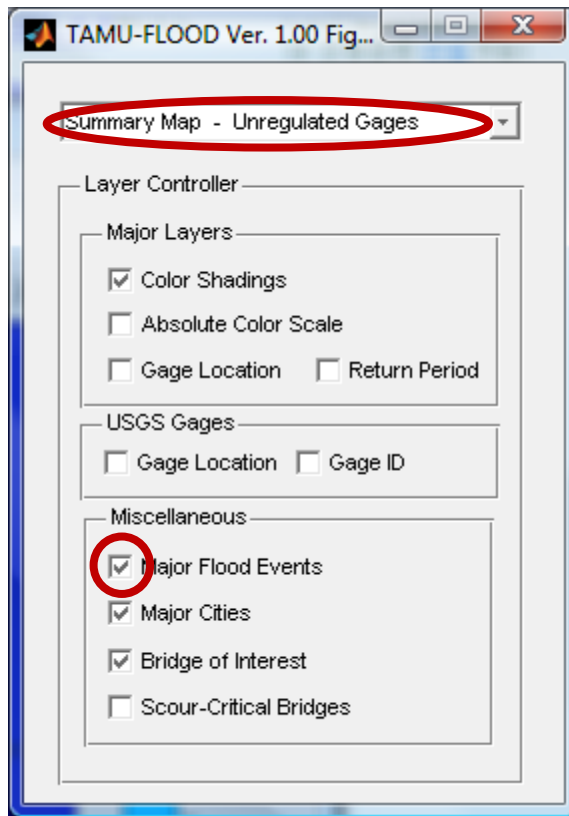 TAMU-FLOOD Ver. 1.00 Fig...
Summary Map - Unregulated Gages
Layer Controller
Major Layers
Color Shadings
Absolute Color Scale
Gage Location Return Period
USGS Gages
Gage Location Gage ID
Miscellaneous
Major Flood Events
Major Cities
Bridge of Interest
Scour-Critical Bridges